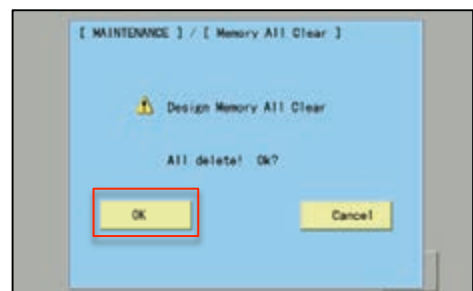 [ MAINTENANCE ] / [ Memory All Clear ]
Design Memory All Clear
All delete! Ok?
OK
Cancel